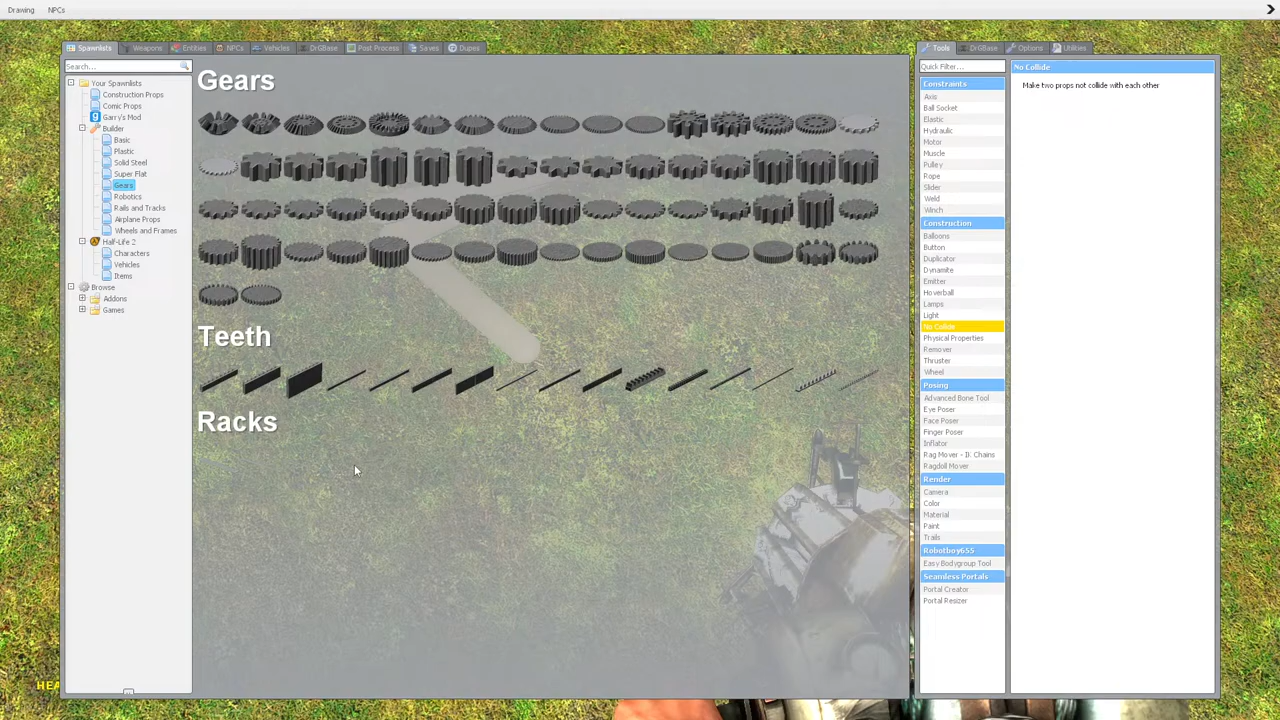 Drawing NPCs
Spawnlists Weapons Entities NPCs Vehicles DrGBase Post Process Saves Dupes
Search...
Your Spawnlists
Construction Props
Comic Props
Garry's Mod
Builder
Basic
Plastic
Solid Steel
Super Flat
Gears
Robotics
Rails and Tracks
Airplane Props
Wheels and Frames
Half-Life 2
Characters
Vehicles
Items
Browse
Addons
Games
Gears
Teeth
Racks
HEA
Tools DrGBase Options Utilities
Quick Filter...
Constraints
Axis
Ball Socket
Elastic
Hydraulic
Motor
Muscle
Pulley
Rope
Slider
Weld
Winch
Construction
Balloons
Button
Duplicator
Dynamite
Emitter
Hoverball
Lamps
Light
No Collide
Physical Properties
Remover
Thruster
Wheel
Posing
Advanced Bone Tool
Eye Poser
Face Poser
Finger Poser
Inflator
Rag Mover - IK Chains
Ragdoll Mover
Render
Camera
Color
Material
Paint
Trails
Robotboy655
Easy Bodygroup Tool
Seamless Portals
Portal Creator
Portal Resizer
No Collide
Make two props not collide with each other